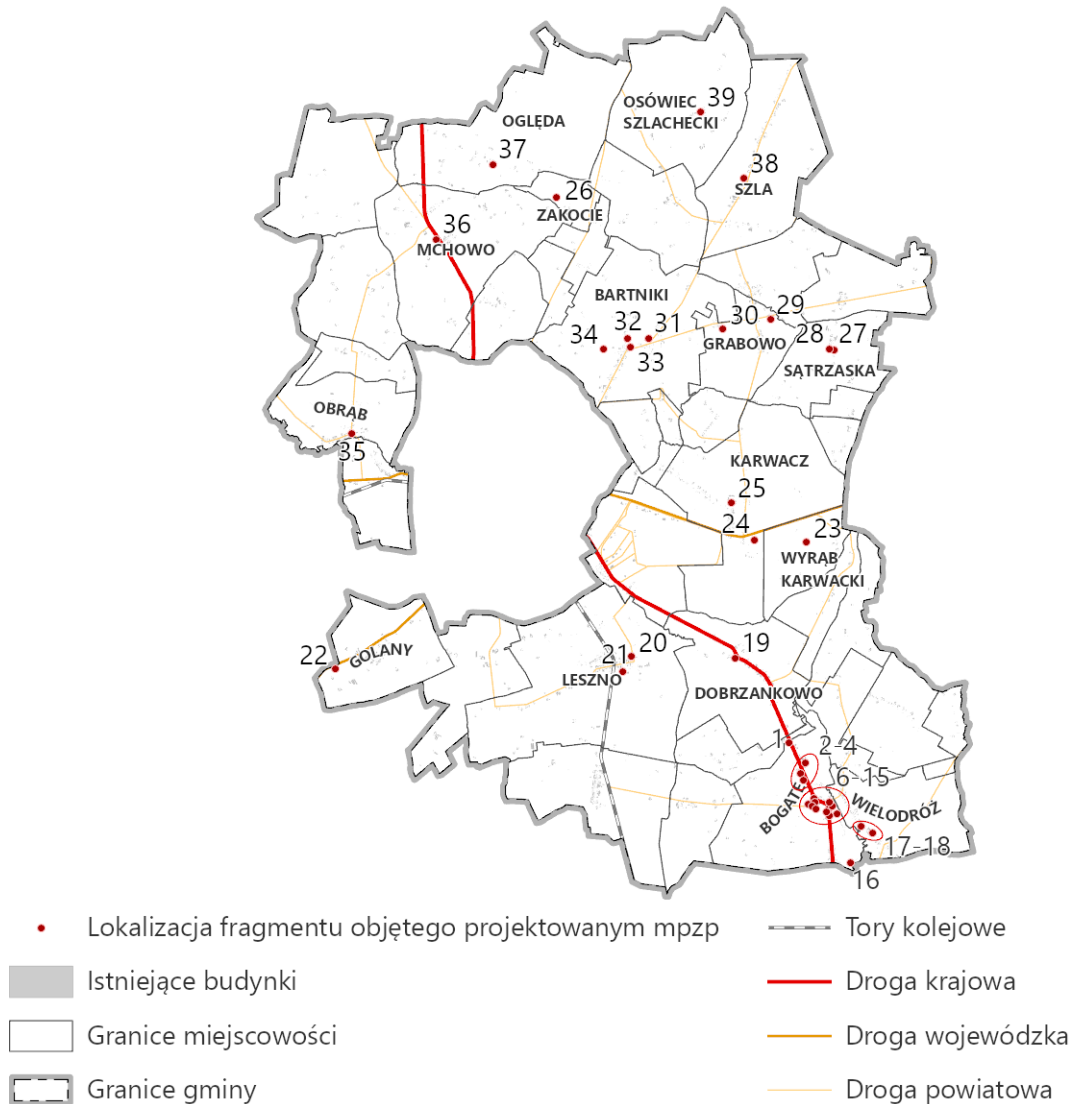 OSÓWIEC
SZLACHECKI
39
OGLĘDA
37
38
SZLA
26
ZAKOCIE
36
MCHOWO
BARTNIKI
29
30
GRABOWO
32
31
34
33
28
27
SĄTRZASKA
OBRĄB
35
KARWACZ
25
24
23
WYRĄB
KARWACKI
22
GOLANY
20
21
LESZNO
19
DOBRZANKOWO
1
2-4
6-15
BOGATE
WIELODRÓŻ
17-18
16
Lokalizacja fragmentu objętego projektowanym mpzp
Istniejące budynki
Granice miejscowości
Granice gminy
Tory kolejowe
Droga krajowa
Droga wojewódzka
Droga powiatowa